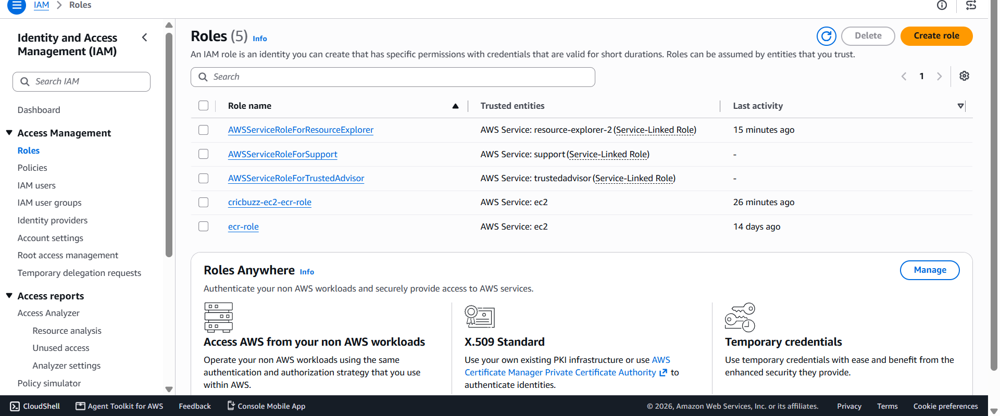 IAM > Roles
Identity and Access
Management (IAM)
Search IAM
Dashboard
Access Management
Roles
Policies
IAM users
IAM user groups
Identity providers
Account settings
Root access management
Temporary delegation requests
Access reports
Access Analyzer
Resource analysis
Unused access
Analyzer settings
Policy simulator
Roles (5) Info
Delete
Create role
An IAM role is an identity you can create that has specific permissions with credentials that are valid for short durations. Roles can be assumed by entities that you trust.
Search
1
Role name Trusted entities Last activity
AWSServiceRoleForResourceExplorer AWS Service: resource-explorer-2 (Service-Linked Role) 15 minutes ago
AWSServiceRoleForSupport AWS Service: support (Service-Linked Role) -
AWSServiceRoleForTrustedAdvisor AWS Service: trustedadvisor (Service-Linked Role) -
cricbuzz-ec2-ecr-role AWS Service: ec2 26 minutes ago
ecr-role AWS Service: ec2 14 days ago
Roles Anywhere Info
Manage
Authenticate your non AWS workloads and securely provide access to AWS services.
Access AWS from your non AWS workloads
Operate your non AWS workloads using the same
authentication and authorization strategy that you use
within AWS.
X.509 Standard
Use your own existing PKI infrastructure or use AWS
Certificate Manager Private Certificate Authority to
authenticate identities.
Temporary credentials
Use temporary credentials with ease and benefit from the
enhanced security they provide.
CloudShell Agent Toolkit for AWS Feedback Console Mobile App © 2026, Amazon Web Services, Inc. or its affiliates. Privacy Terms Cookie preferences